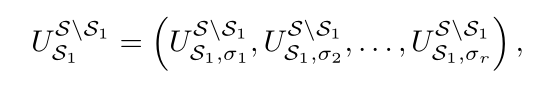 $U_{\mathcal{S}_1}^{\mathcal{S}\setminus\mathcal{S}_1} = \left( U_{\mathcal{S}_1,\sigma_1}^{\mathcal{S}\setminus\mathcal{S}_1}, U_{\mathcal{S}_1,\sigma_2}^{\mathcal{S}\setminus\mathcal{S}_1}, \ldots, U_{\mathcal{S}_1,\sigma_r}^{\mathcal{S}\setminus\mathcal{S}_1} \right),$